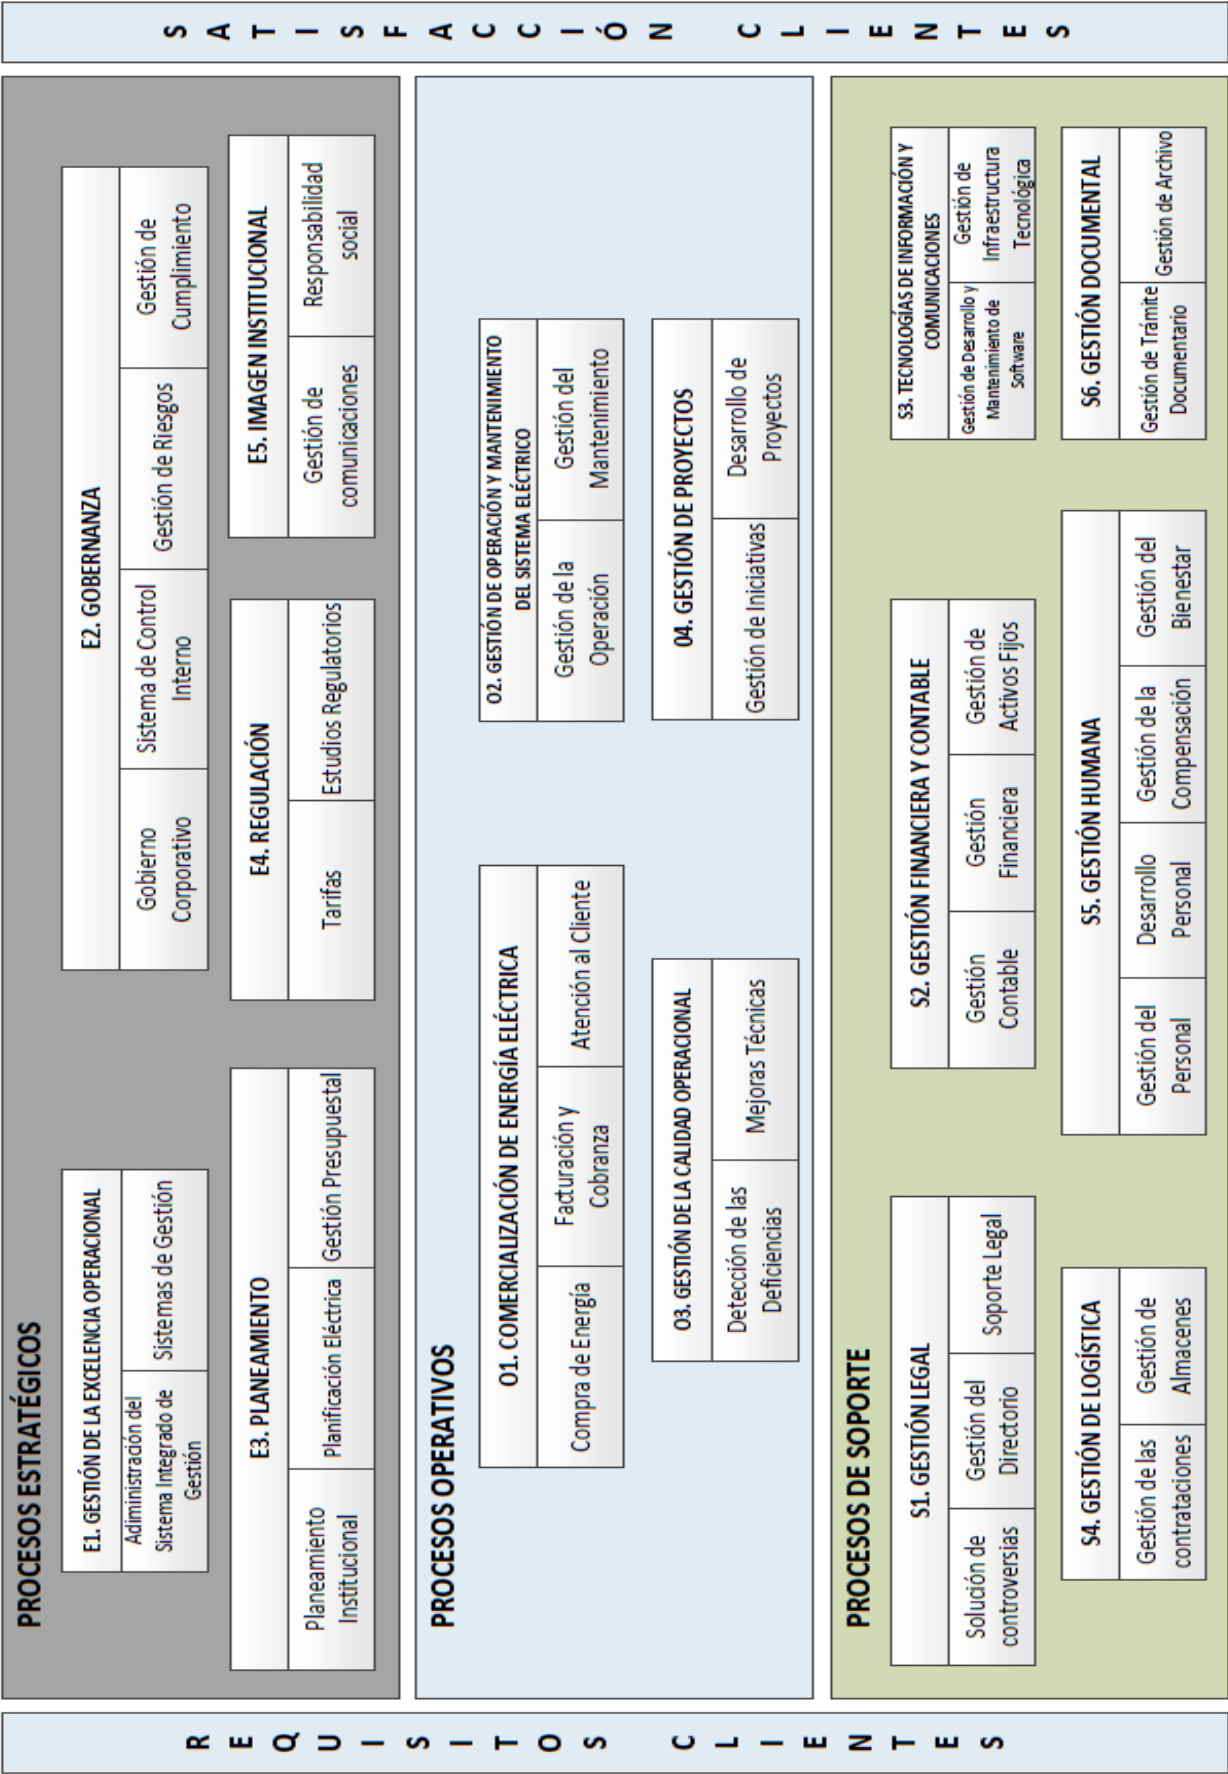 REQUISITOS CLIENTES
PROCESOS ESTRATÉGICOS
E1. GESTIÓN DE LA EXCELENCIA OPERACIONAL
Adiministración del
Sistema Integrado de
Gestión
Sistemas de Gestión
E2. GOBERNANZA
Gobierno
Corporativo
Sistema de Control
Interno
Gestión de Riesgos
Gestión de
Cumplimiento
E3. PLANEAMIENTO
Planeamiento
Institucional
Planificación Eléctrica
Gestión Presupuestal
E4. REGULACIÓN
Tarifas
Estudios Regulatorios
E5. IMAGEN INSTITUCIONAL
Gestión de
comunicaciones
Responsabilidad
social
PROCESOS OPERATIVOS
O1. COMERCIALIZACIÓN DE ENERGÍA ELÉCTRICA
Compra de Energía
Facturación y
Cobranza
Atención al Cliente
O2. GESTIÓN DE OPERACIÓN Y MANTENIMIENTO
DEL SISTEMA ELÉCTRICO
Gestión de la
Operación
Gestión del
Mantenimiento
O3. GESTIÓN DE LA CALIDAD OPERACIONAL
Detección de las
Deficiencias
Mejoras Técnicas
O4. GESTIÓN DE PROYECTOS
Gestión de Iniciativas
Desarrollo de
Proyectos
PROCESOS DE SOPORTE
S1. GESTIÓN LEGAL
Solución de
controversias
Gestión del
Directorio
Soporte Legal
S2. GESTIÓN FINANCIERA Y CONTABLE
Gestión
Contable
Gestión
Financiera
Gestión de
Activos Fijos
S3. TECNOLOGÍAS DE INFORMACIÓN Y
COMUNICACIONES
Gestión de Desarrollo y
Mantenimiento de
Software
Gestión de
Infraestructura
Tecnológica
S4. GESTIÓN DE LOGÍSTICA
Gestión de las
contrataciones
Gestión de
Almacenes
S5. GESTIÓN HUMANA
Gestión del
Personal
Desarrollo
Personal
Gestión de la
Compensación
Gestión del
Bienestar
S6. GESTIÓN DOCUMENTAL
Gestión de Trámite
Documentario
Gestión de Archivo
SATISFACCIÓN CLIENTES